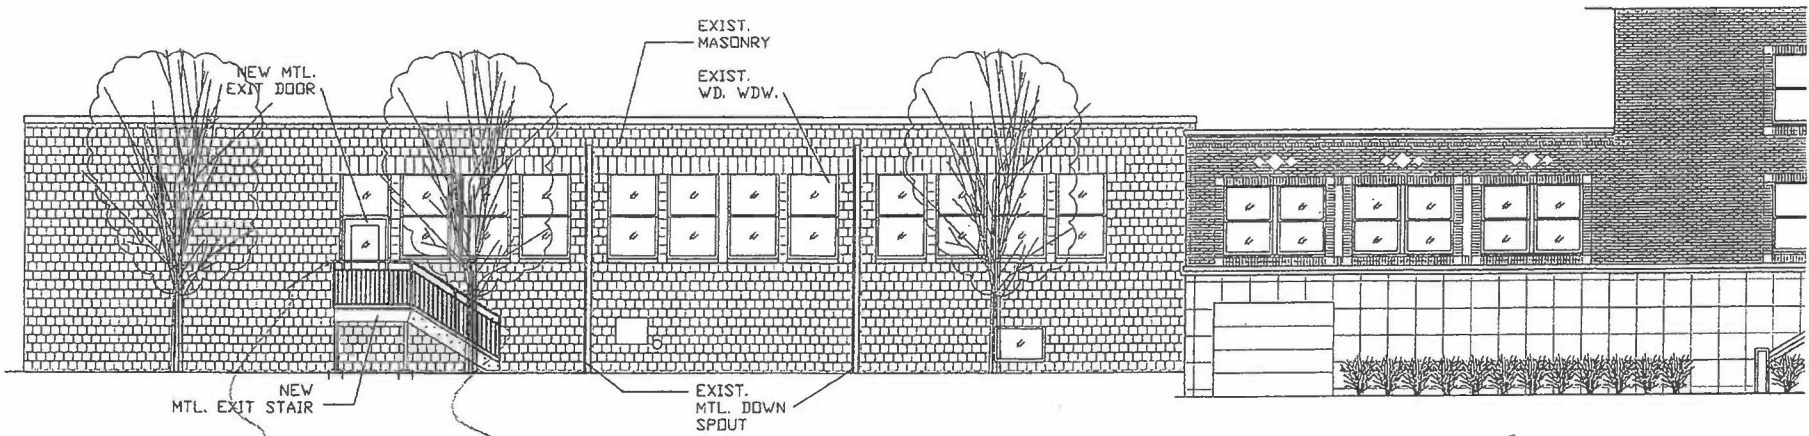 EXIST.
MASONRY
NEW MTL.
EXIT DOOR
EXIST.
WD. WDW.
NEW
MTL. EXIT STAIR
EXIST.
MTL. DOWN
SPOUT